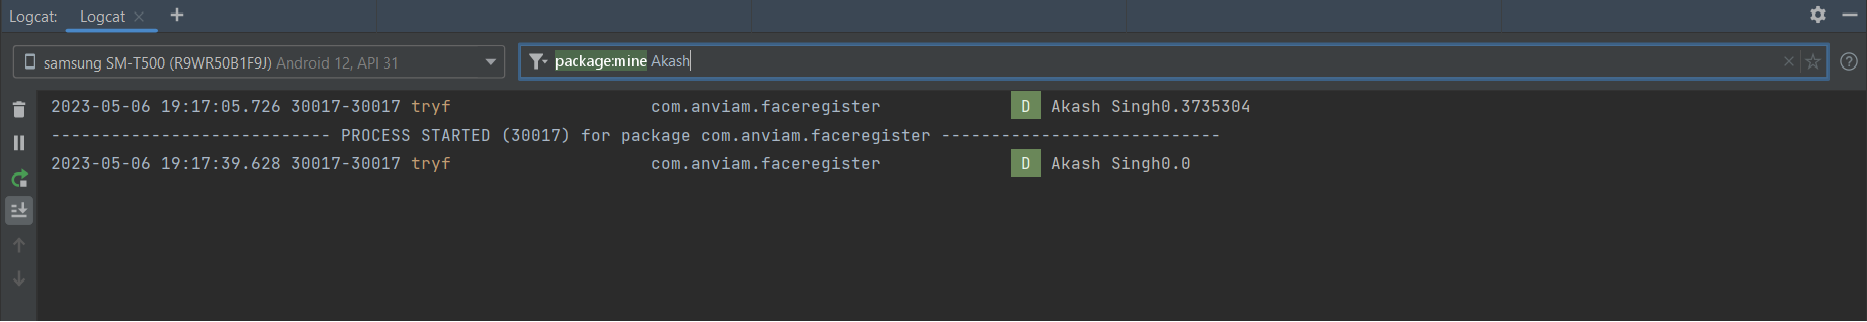 Logcat: Logcat
samsung SM-T500 (R9WR50B1F9J) Android 12, API 31 package:mine Akash
2023-05-06 19:17:05.726 30017-30017 tryf com.anviam.faceregister D Akash Singh0.3735304
---------------------------- PROCESS STARTED (30017) for package com.anviam.faceregister ----------------------------
2023-05-06 19:17:39.628 30017-30017 tryf com.anviam.faceregister D Akash Singh0.0